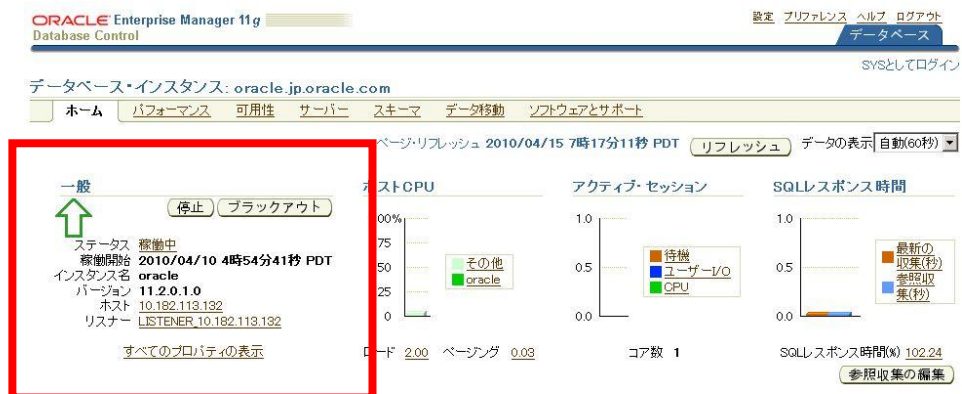 ORACLE Enterprise Manager 11g
Database Control
設定 プリファレンス ヘルプ ログアウト
データベース
SYSとしてログイン
データベース・インスタンス: oracle.jp.oracle.com
ホーム パフォーマンス 可用性 サーバー スキーマ データ移動 ソフトウェアとサポート
ページ・リフレッシュ 2010/04/15 7時17分11秒 PDT リフレッシュ データの表示 自動(60秒)
一般
停止 ブラックアウト
ステータス 稼働中
稼働開始 2010/04/10 4時54分41秒 PDT
インスタンス名 oracle
バージョン 11.2.0.1.0
ホスト 10.182.113.132
リスナー LISTENER_10.182.113.132
すべてのプロパティの表示
ホストCPU
00%
75
50
25
0
その他
oracle
ロード 2.00 ページング 0.03
アクティブ・セッション
1.0
0.5
0.0
待機
ユーザーI/O
CPU
コア数 1
SQLレスポンス時間
1.0
0.5
0.0
最新の
収集(秒)
参照収
集(秒)
SQLレスポンス時間(%) 102.24
参照収集の編集